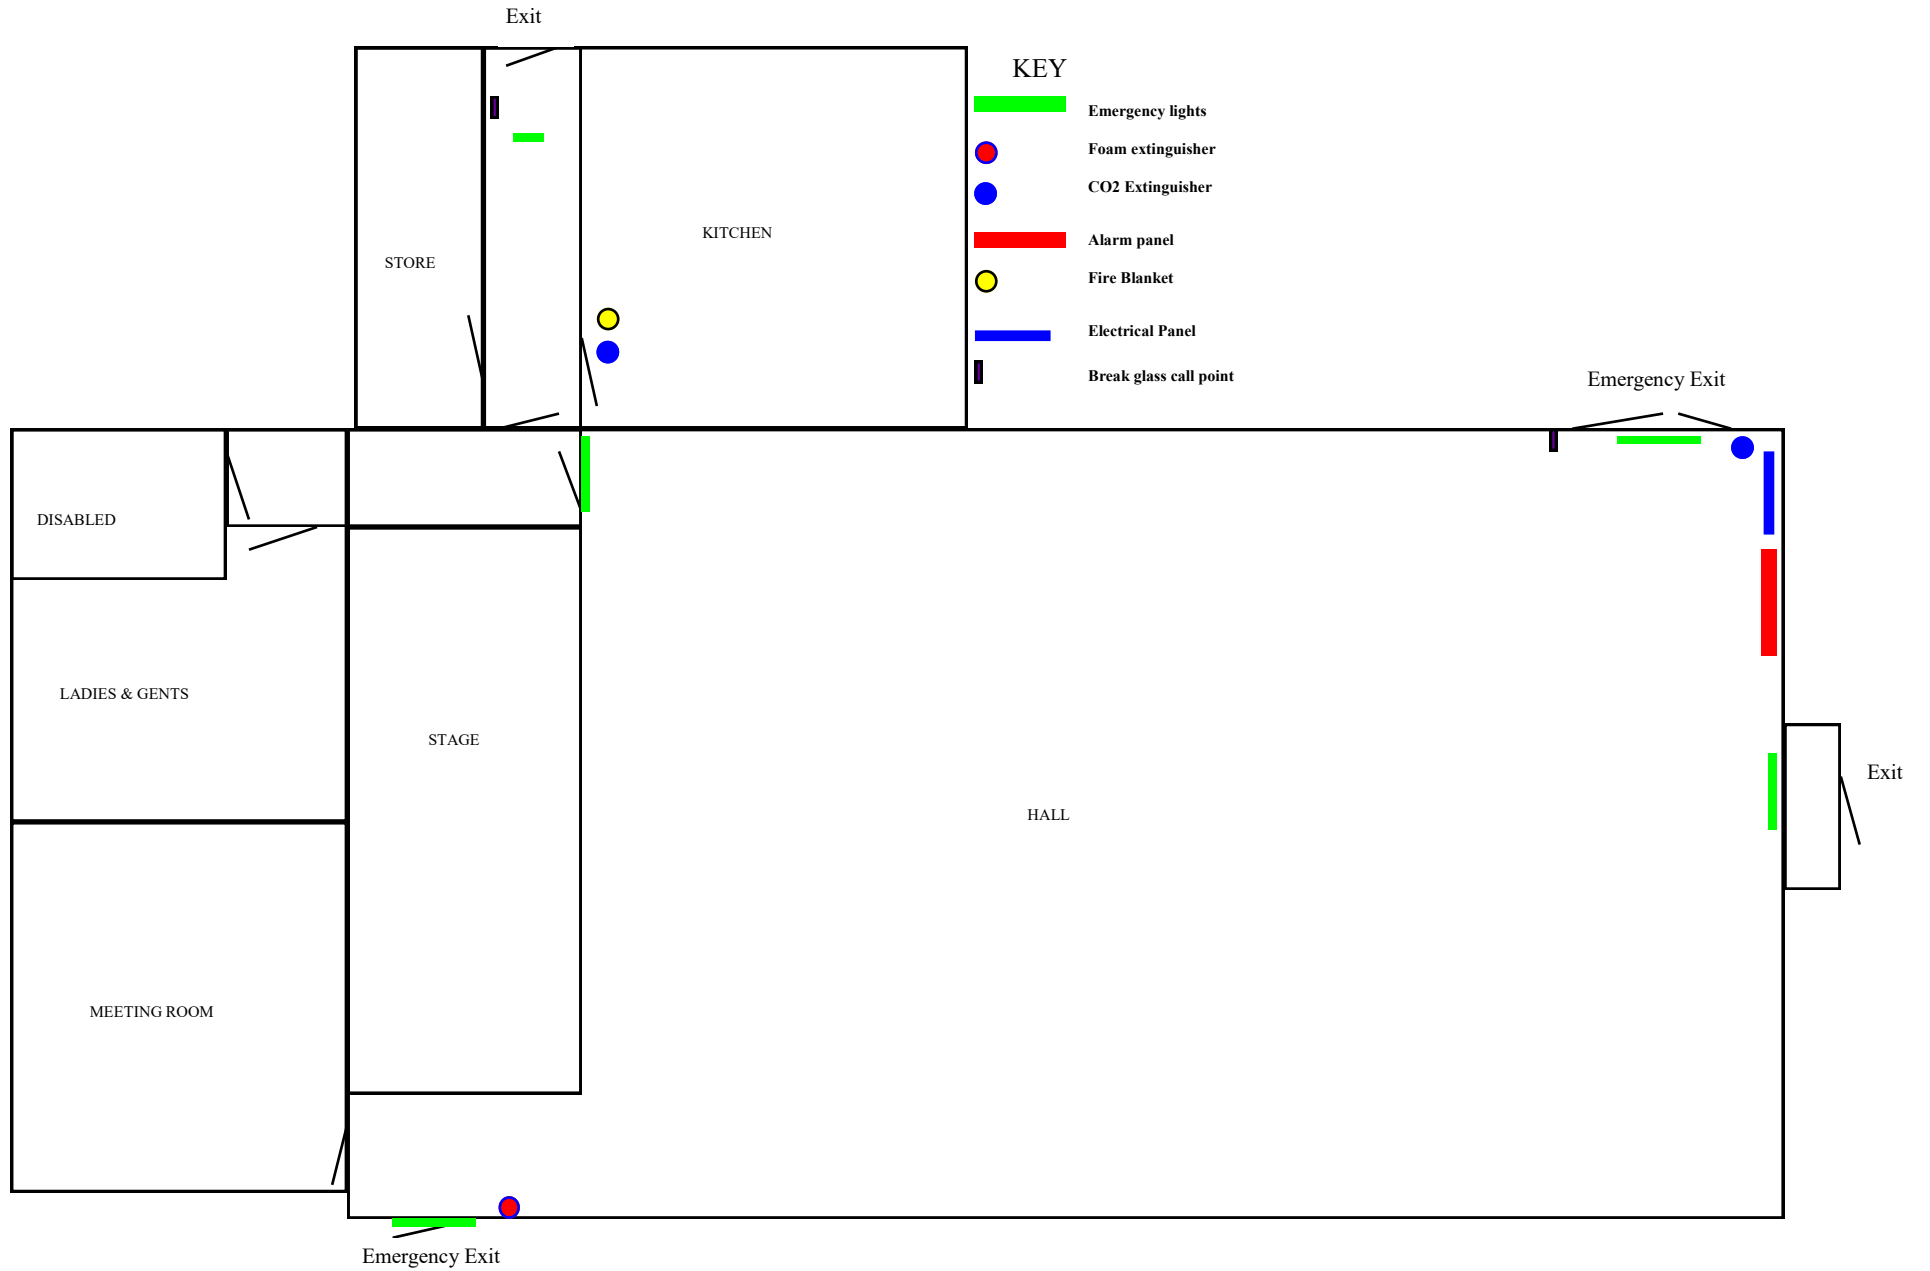 Exit
KEY
Emergency lights
Foam extinguisher
CO2 Extinguisher
KITCHEN
Alarm panel
STORE
Fire Blanket
Electrical Panel
Break glass call point
Emergency Exit
DISABLED
LADIES & GENTS
STAGE
Exit
HALL
MEETING ROOM
Emergency Exit